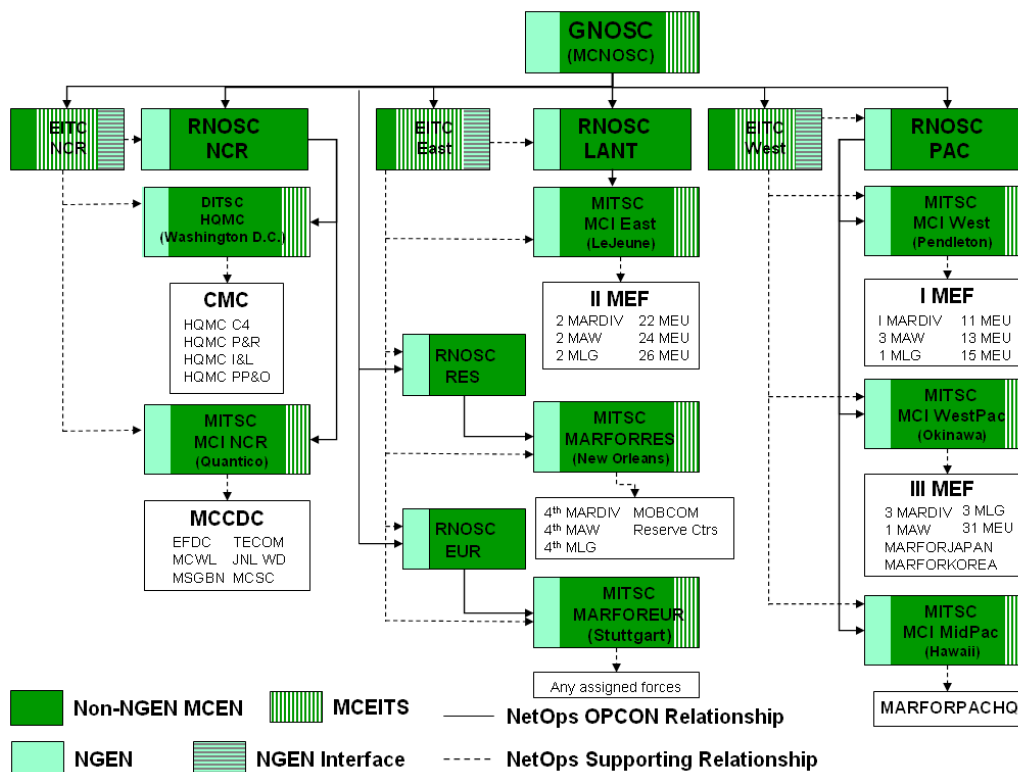 GNOSC
(MCNOSC)
EITC
NCR
RNOSC
NCR
EITC
East
RNOSC
LANT
EITC
West
RNOSC
PAC
DITSC
HQMC
(Washington D.C.)
MITSC
MCI East
(LeJeune)
MITSC
MCI West
(Pendleton)
CMC
HQMC C4
HQMC P&R
HQMC I&L
HQMC PP&O
II MEF
2 MARDIV 22 MEU
2 MAW 24 MEU
2 MLG 26 MEU
I MEF
I MARDIV 11 MEU
3 MAW 13 MEU
1 MLG 15 MEU
RNOSC
RES
MITSC
MCI NCR
(Quantico)
MITSC
MARFORRES
(New Orleans)
MITSC
MCI WestPac
(Okinawa)
MCCDC
EFDC TECOM
MCWL JNL WD
MSGBN MCSC
4th MARDIV MOBCOM
4th MAW Reserve Ctrs
4th MLG
III MEF
3 MARDIV 3 MLG
1 MAW 31 MEU
MARFORJAPAN
MARFORKOREA
RNOSC
EUR
MITSC
MARFOREUR
(Stuttgart)
MITSC
MCI MidPac
(Hawaii)
Any assigned forces
MARFORPACHQ
Non-NGEN MCEN
MCEITS
NetOps OPCON Relationship
NGEN
NGEN Interface
NetOps Supporting Relationship